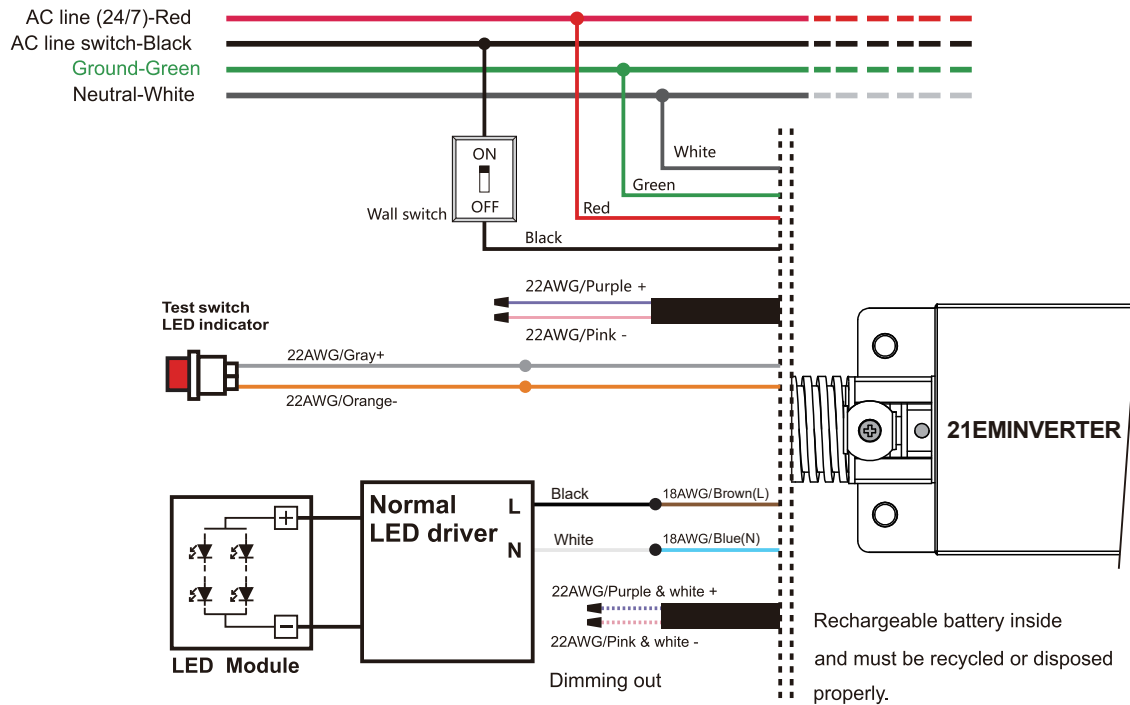 AC line (24/7)-Red
AC line switch-Black
Ground-Green
Neutral-White
ON
OFF
Wall switch
White
Green
Red
Black
22AWG/Purple +
22AWG/Pink -
Test switch
LED indicator
22AWG/Gray+
22AWG/Orange-
21EMINVERTER
Normal
LED driver
L
N
Black
18AWG/Brown(L)
White
18AWG/Blue(N)
+
−
LED Module
22AWG/Purple & white +
22AWG/Pink & white -
Dimming out
Rechargeable battery inside
and must be recycled or disposed
properly.